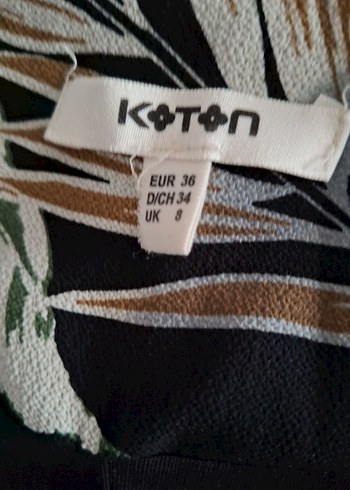 KOTON
EUR 36
D/CH 34
UK 8